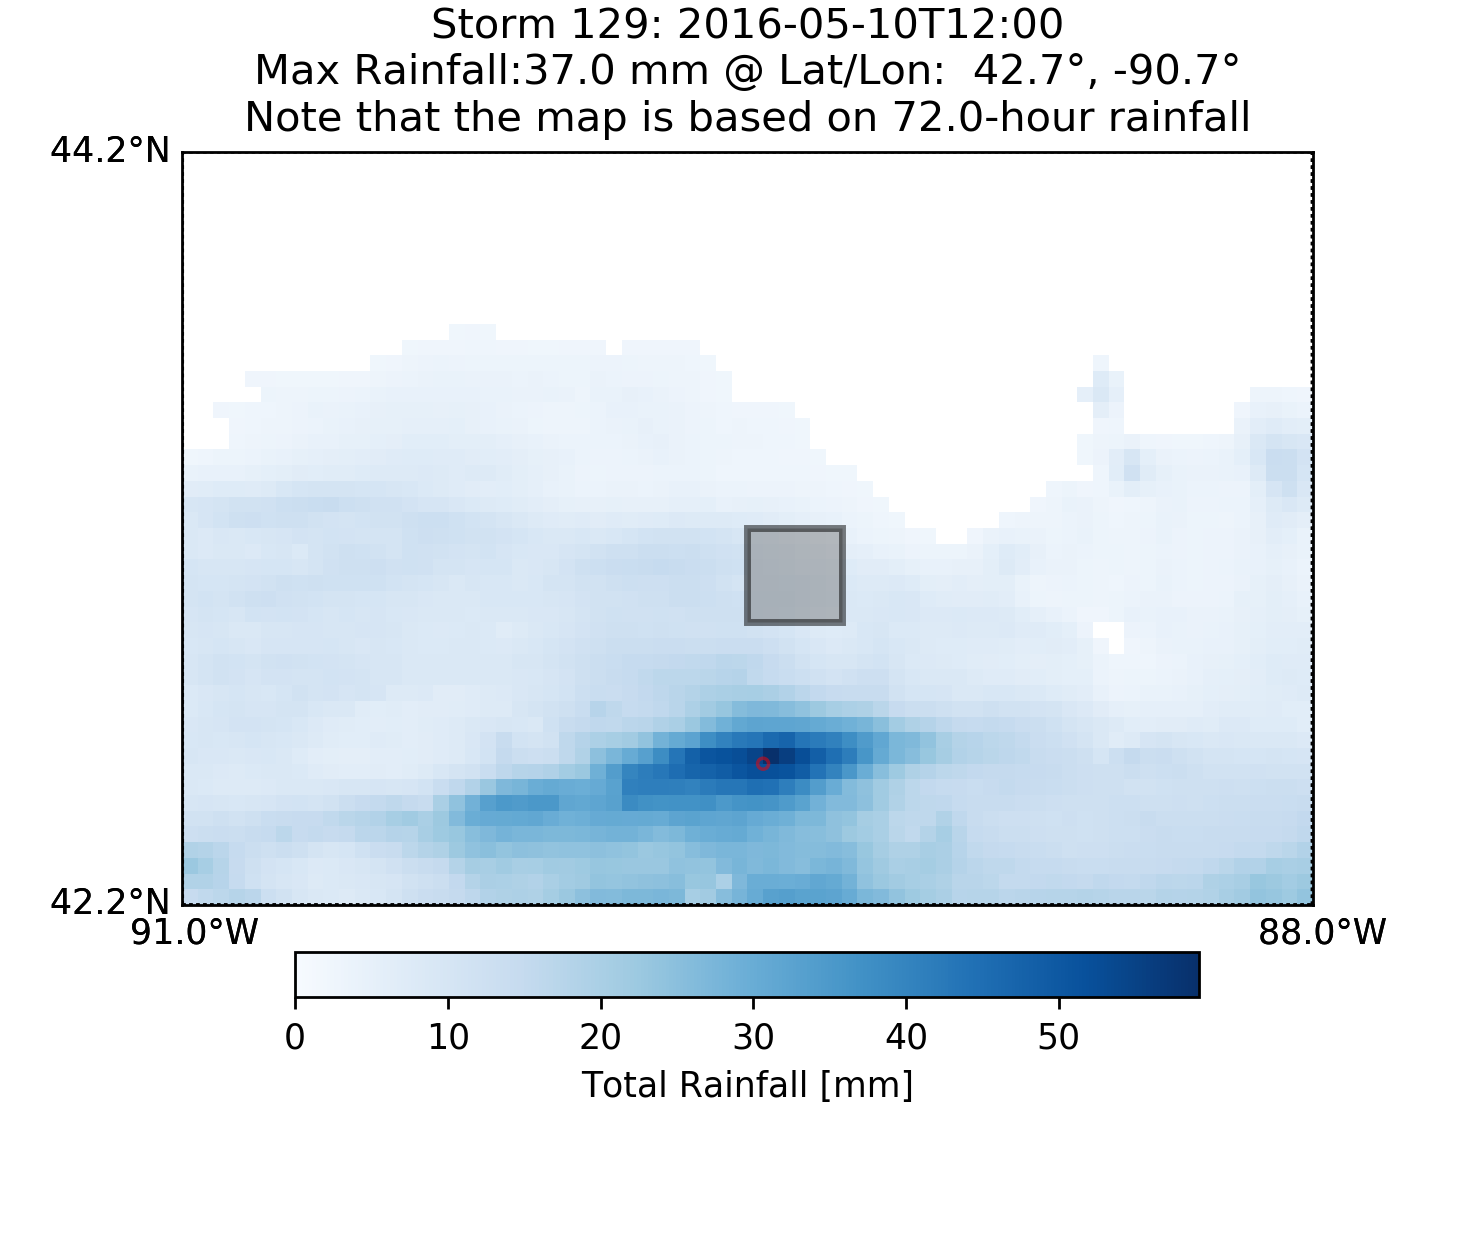 Storm 129: 2016-05-10T12:00
Max Rainfall:37.0 mm @ Lat/Lon:  42.7°, -90.7°
Note that the map is based on 72.0-hour rainfall
44.2°N
42.2°N
91.0°W 88.0°W
0 10 20 30 40 50
Total Rainfall [mm]